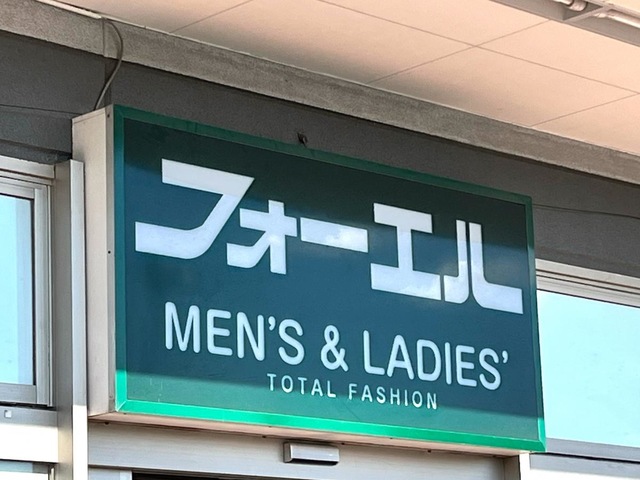 フォーエル
MEN'S & LADIES'
TOTAL FASHION